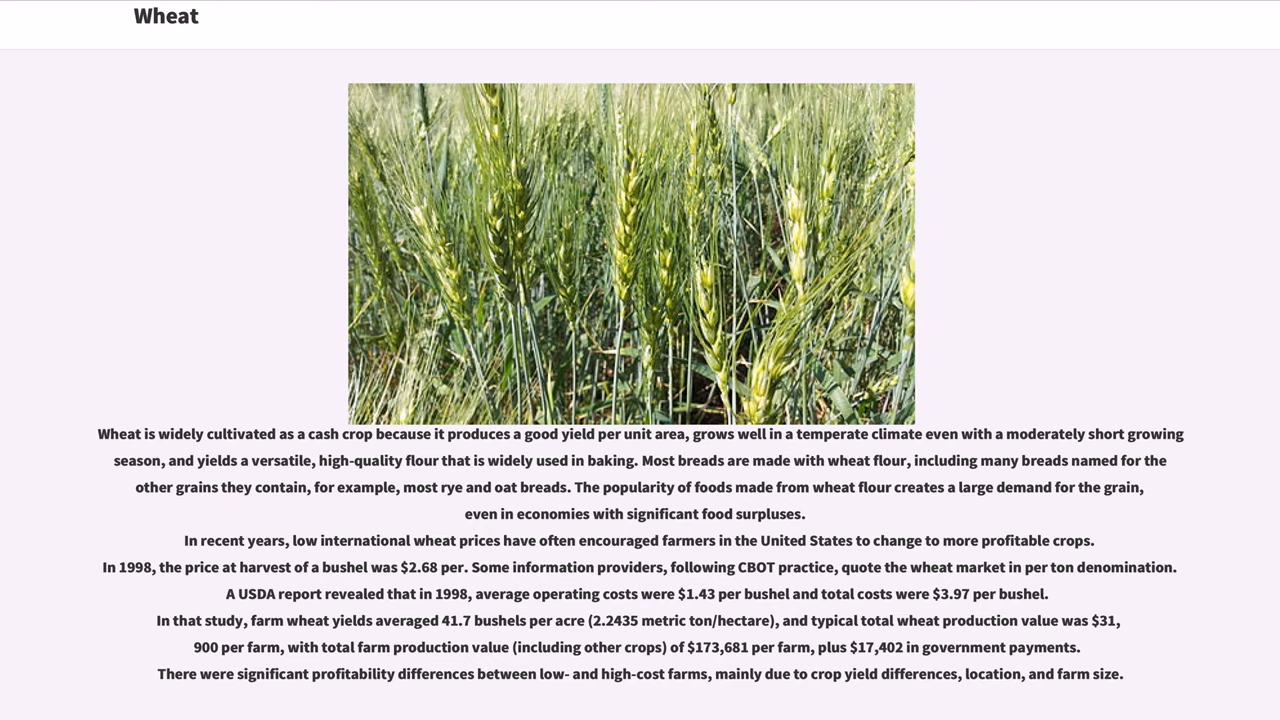 Wheat
Wheat is widely cultivated as a cash crop because it produces a good yield per unit area, grows well in a temperate climate even with a moderately short growing
season, and yields a versatile, high-quality flour that is widely used in baking. Most breads are made with wheat flour, including many breads named for the
other grains they contain, for example, most rye and oat breads. The popularity of foods made from wheat flour creates a large demand for the grain,
even in economies with significant food surpluses.
In recent years, low international wheat prices have often encouraged farmers in the United States to change to more profitable crops.
In 1998, the price at harvest of a bushel was $2.68 per. Some information providers, following CBOT practice, quote the wheat market in per ton denomination.
A USDA report revealed that in 1998, average operating costs were $1.43 per bushel and total costs were $3.97 per bushel.
In that study, farm wheat yields averaged 41.7 bushels per acre (2.2435 metric ton/hectare), and typical total wheat production value was $31,
900 per farm, with total farm production value (including other crops) of $173,681 per farm, plus $17,402 in government payments.
There were significant profitability differences between low- and high-cost farms, mainly due to crop yield differences, location, and farm size.